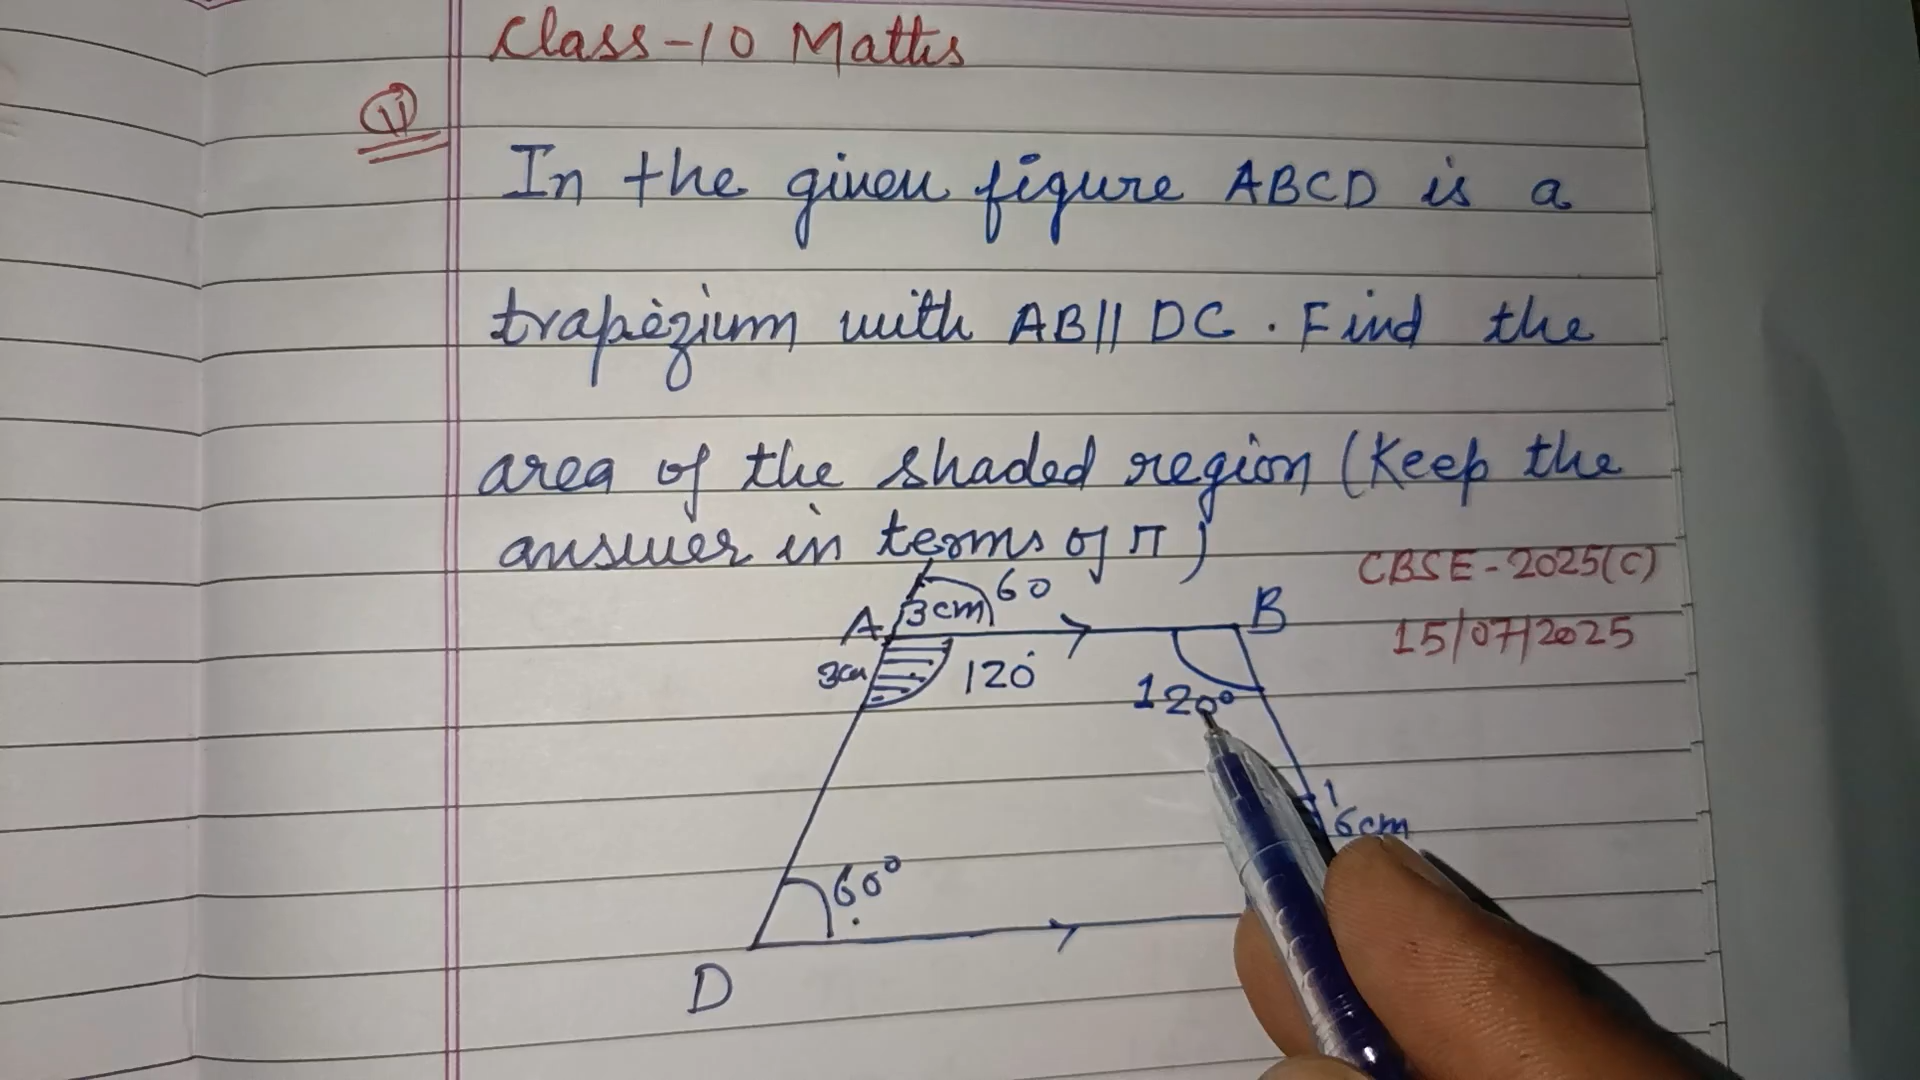 Class-10 Maths
11
In the given figure ABCD is a
trapezium with AB || DC. Find the
area of the shaded region (Keep the
answer in terms of π)
CBSE-2025(C)
15/07/2025
A 3cm 60 B
3cm 120° 120°
6cm
60°
D